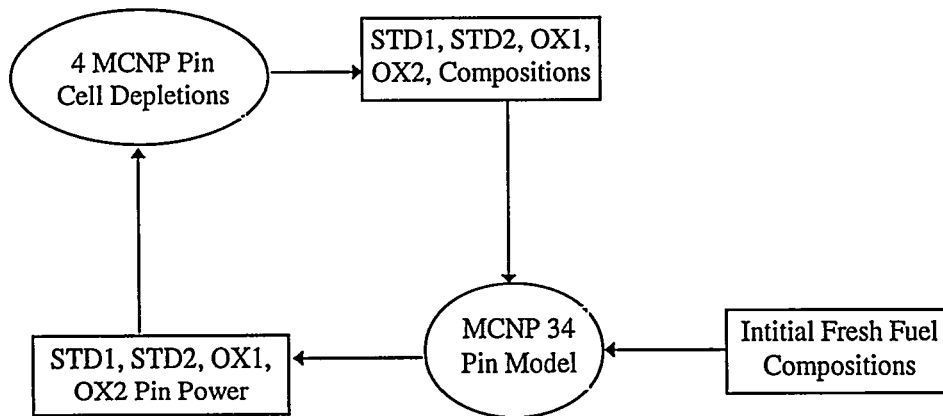 4 MCNP Pin
Cell Depletions
STD1, STD2, OX1,
OX2, Compositions
STD1, STD2, OX1,
OX2 Pin Power
MCNP 34
Pin Model
Intitial Fresh Fuel
Compositions